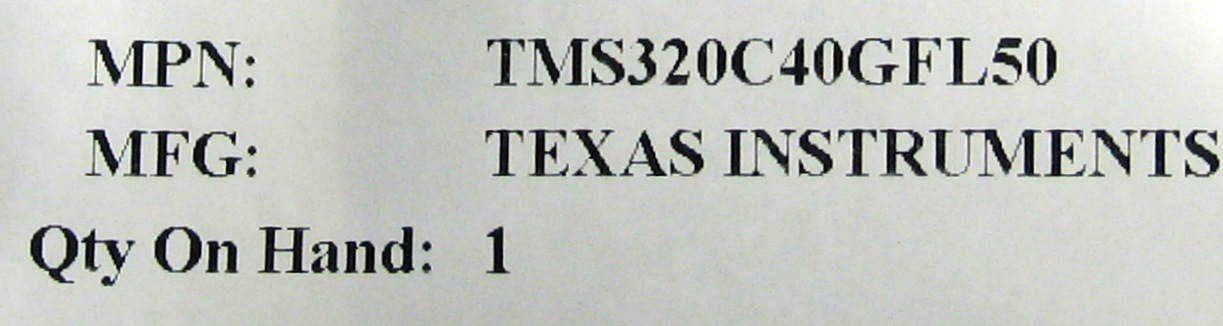 MPN: TMS320C40GFL50
MFG: TEXAS INSTRUMENTS
Qty On Hand: 1